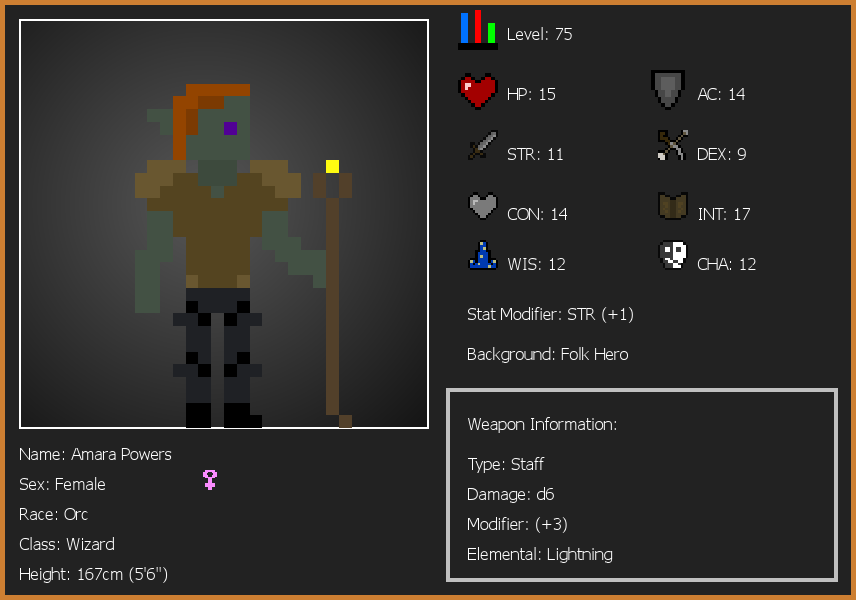 Level: 75
HP: 15
AC: 14
STR: 11
DEX: 9
CON: 14
INT: 17
WIS: 12
CHA: 12
Stat Modifier: STR (+1)
Background: Folk Hero
Weapon Information:
Type: Staff
Damage: d6
Modifier: (+3)
Elemental: Lightning
Name: Amara Powers
Sex: Female
Race: Orc
Class: Wizard
Height: 167cm (5'6")